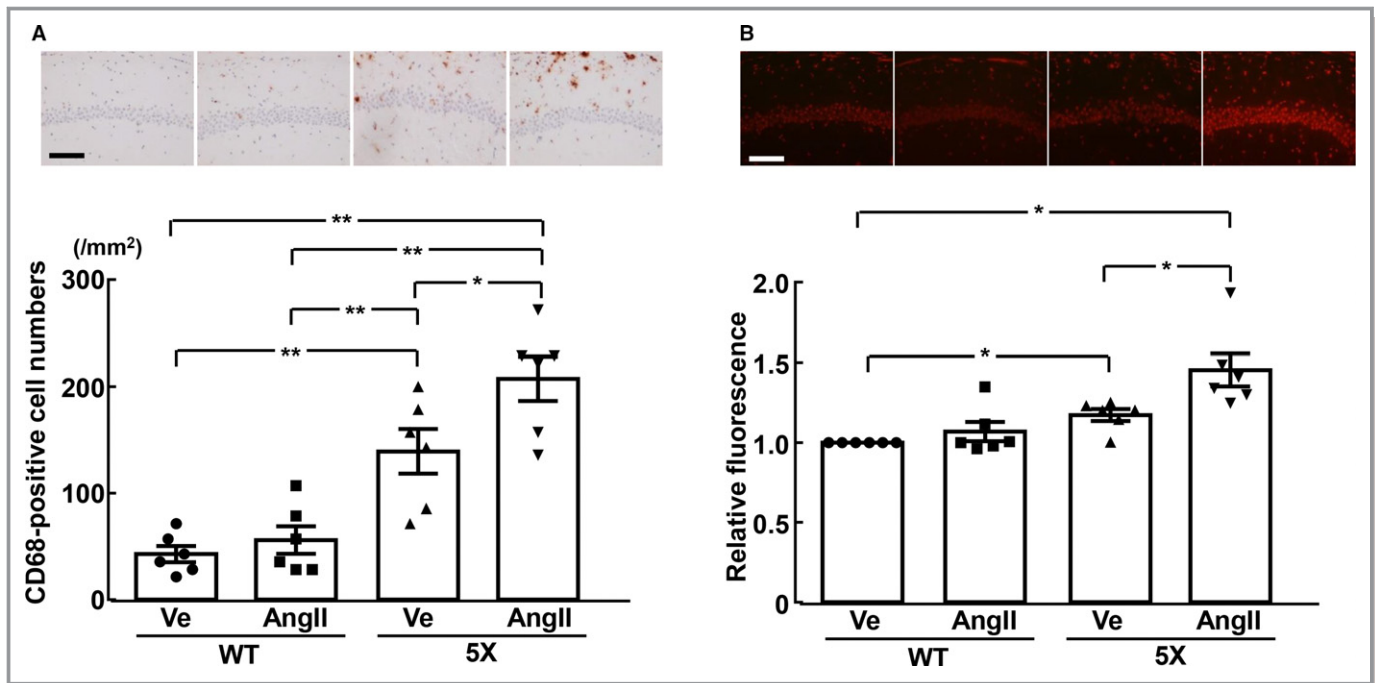 A
**
(/mm2)
**
300
*
**
**
200
100
0
CD68-positive cell numbers
Ve AngII Ve AngII
WT 5X
B
*
*
2.0
*
1.5
1.0
0.5
0
Relative fluorescence
Ve AngII Ve AngII
WT 5X